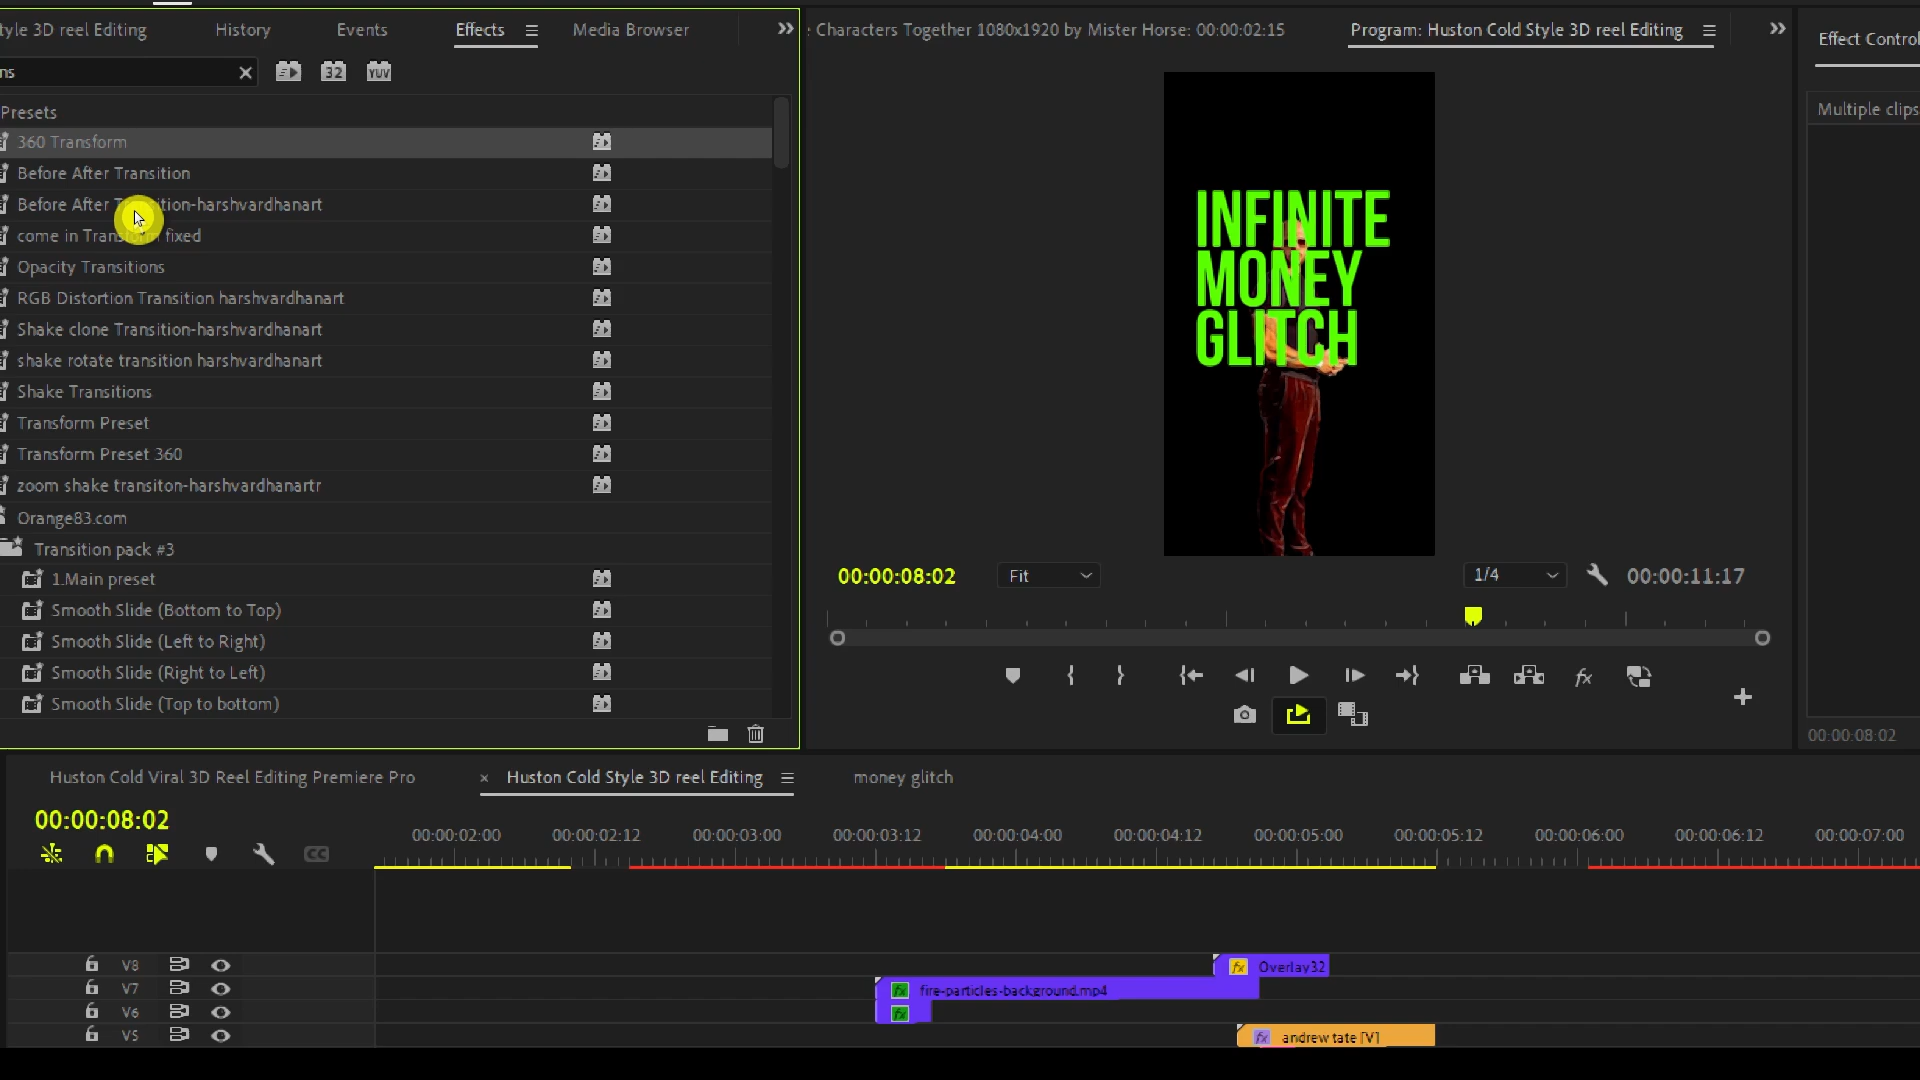 tyle 3D reel Editing
History
Events
Effects
Media Browser
ns
32
YUV
Presets
360 Transform
Before After Transition
Before After Transition-harshvardhanart
come in Transform fixed
Opacity Transitions
RGB Distortion Transition harshvardhanart
Shake clone Transition-harshvardhanart
shake rotate transition harshvardhanart
Shake Transitions
Transform Preset
Transform Preset 360
zoom shake transiton-harshvardhanartr
Orange83.com
Transition pack #3
1.Main preset
Smooth Slide (Bottom to Top)
Smooth Slide (Left to Right)
Smooth Slide (Right to Left)
Smooth Slide (Top to bottom)
: Characters Together 1080x1920 by Mister Horse: 00:00:02:15
Program: Huston Cold Style 3D reel Editing
INFINITE
MONEY
GLITCH
00:00:08:02
Fit
1/4
00:00:11:17
fx
Effect Control
Multiple clips
00:00:08:02
Huston Cold Viral 3D Reel Editing Premiere Pro
× Huston Cold Style 3D reel Editing
money glitch
00:00:08:02
CC
00:00:02:00
00:00:02:12
00:00:03:00
00:00:03:12
00:00:04:00
00:00:04:12
00:00:05:00
00:00:05:12
00:00:06:00
00:00:06:12
00:00:07:00
V8
fx Overlay32
V7
fx fire-particles-background.mp4
V6
fx
V5
fx andrew tate [V]